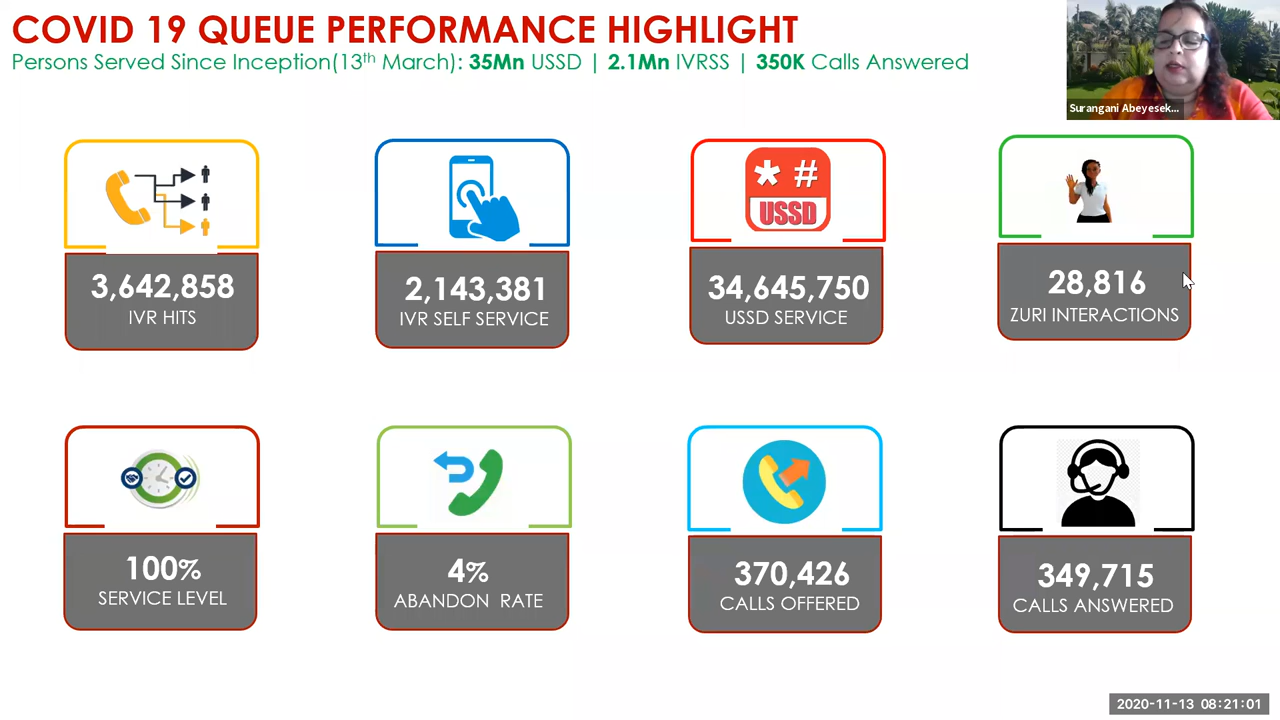 COVID 19 QUEUE PERFORMANCE HIGHLIGHT
Persons Served Since Inception(13th March): 35Mn USSD | 2.1Mn IVRSS | 350K Calls Answered
Surangani Abeyesek...
3,642,858
IVR HITS
2,143,381
IVR SELF SERVICE
* #
USSD
34,645,750
USSD SERVICE
28,816
ZURI INTERACTIONS
100%
SERVICE LEVEL
4%
ABANDON RATE
370,426
CALLS OFFERED
349,715
CALLS ANSWERED
2020-11-13 08:21:01